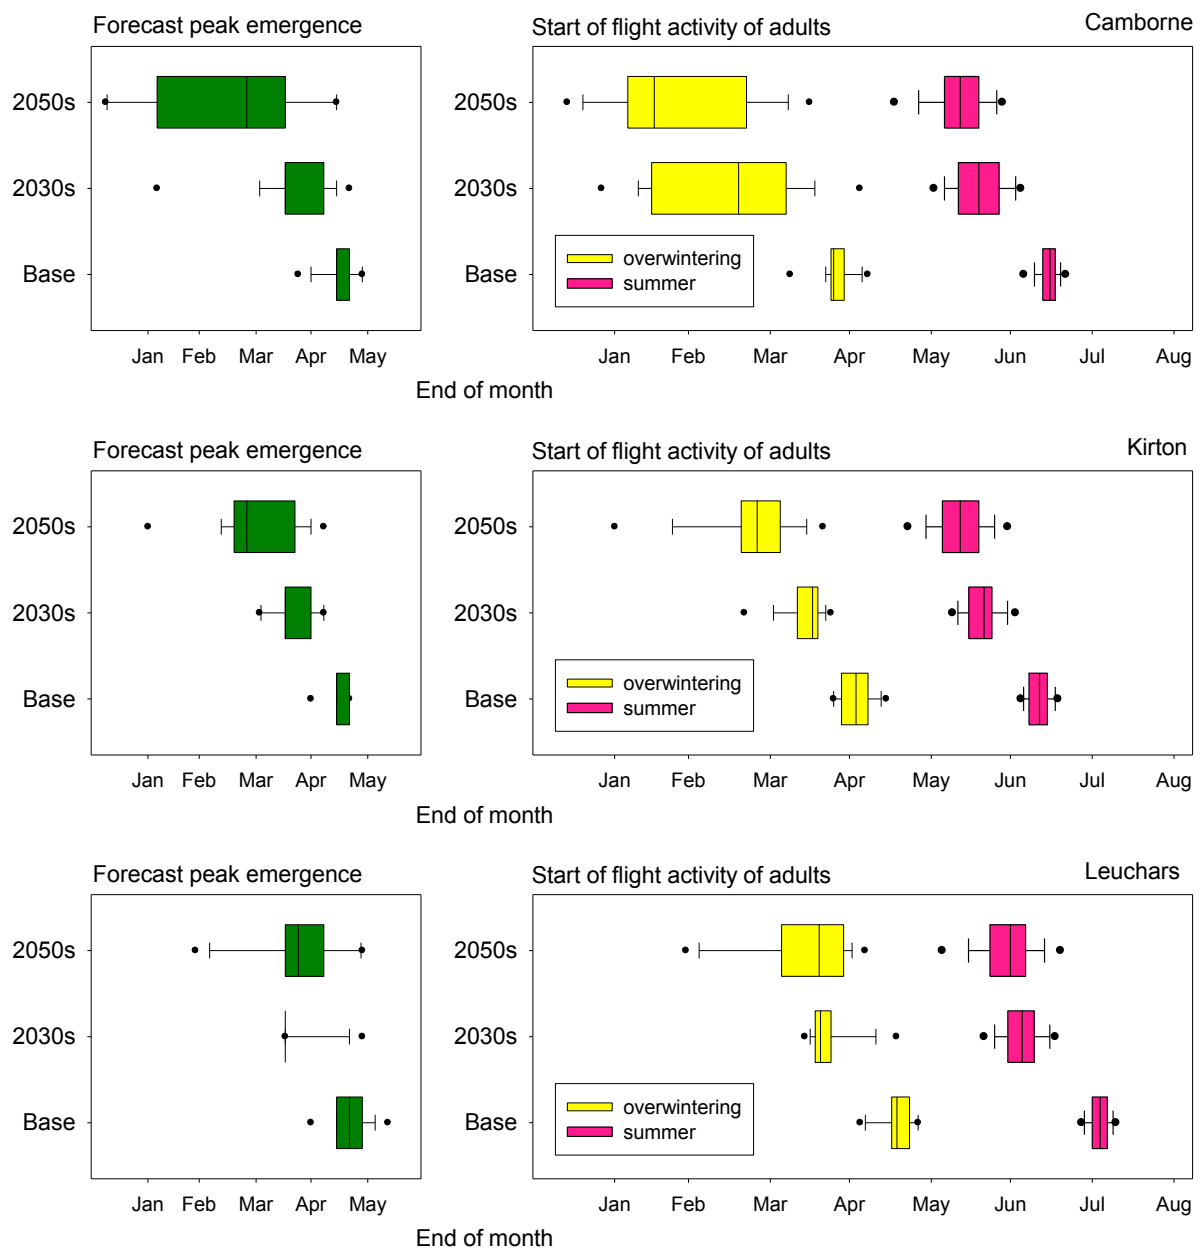 Forecast peak emergence
Start of flight activity of adults
Camborne
2050s
2050s
2030s
2030s
Base
Base
overwintering
summer
Jan Feb Mar Apr May
Jan Feb Mar Apr May Jun Jul Aug
End of month
Forecast peak emergence
Start of flight activity of adults
Kirton
2050s
2050s
2030s
2030s
Base
Base
overwintering
summer
Jan Feb Mar Apr May
Jan Feb Mar Apr May Jun Jul Aug
End of month
Forecast peak emergence
Start of flight activity of adults
Leuchars
2050s
2050s
2030s
2030s
Base
Base
overwintering
summer
Jan Feb Mar Apr May
Jan Feb Mar Apr May Jun Jul Aug
End of month